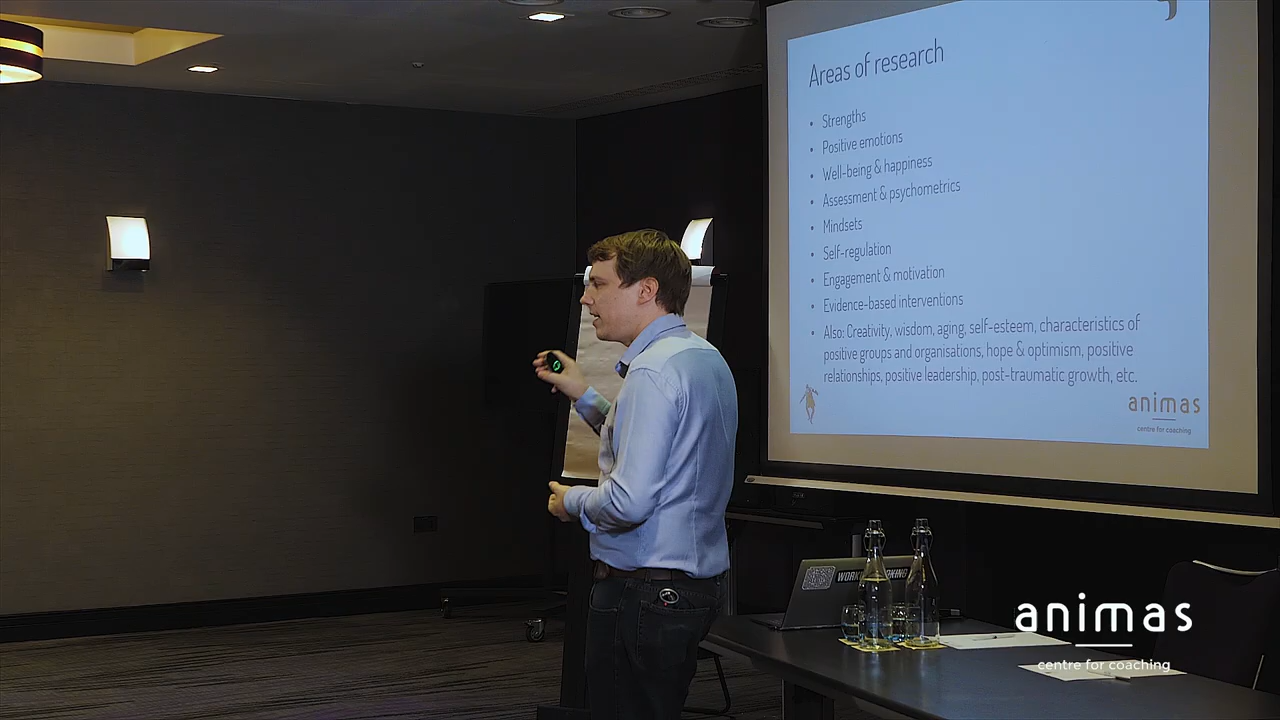 Areas of research
• Strengths
• Positive emotions
• Well-being & happiness
• Assessment & psychometrics
• Mindsets
• Self-regulation
• Engagement & motivation
• Evidence-based interventions
• Also: Creativity, wisdom, aging, self-esteem, characteristics of
positive groups and organisations, hope & optimism, positive
relationships, positive leadership, post-traumatic growth, etc.
animas
centre for coaching
animas
centre for coaching